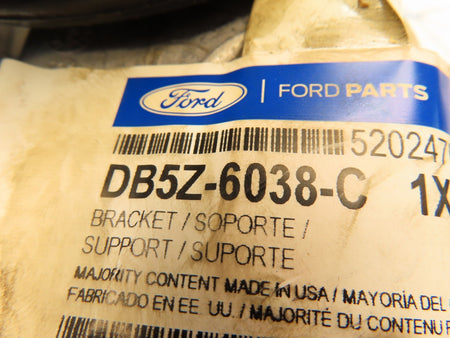 Ford | FORD PARTS
520247
DB5Z-6038-C 1X
BRACKET / SOPORTE /
SUPPORT / SUPORTE
MAJORITY CONTENT MADE IN USA / MAYORÍA DEL
FABRICADO EN EE. UU. / MAJORITÉ DU CONTENU F